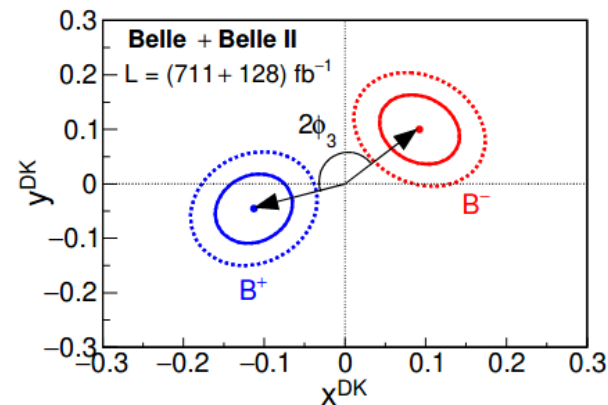 Belle + Belle II
L = (711 + 128) fb⁻¹
0.3
0.2
0.1
0
−0.1
−0.2
−0.3
y^DK
2ϕ₃
B⁻
B⁺
−0.3 −0.2 −0.1 0 0.1 0.2 0.3
x^DK